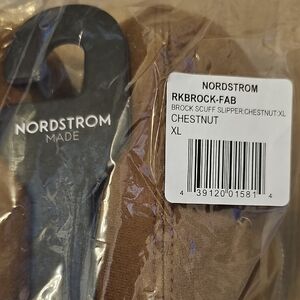 NORDSTROM
MADE
NORDSTROM
RKBROCK-FAB
BROCK SCUFF SLIPPER:CHESTNUT:XL
CHESTNUT
XL
4 39120 01581 4